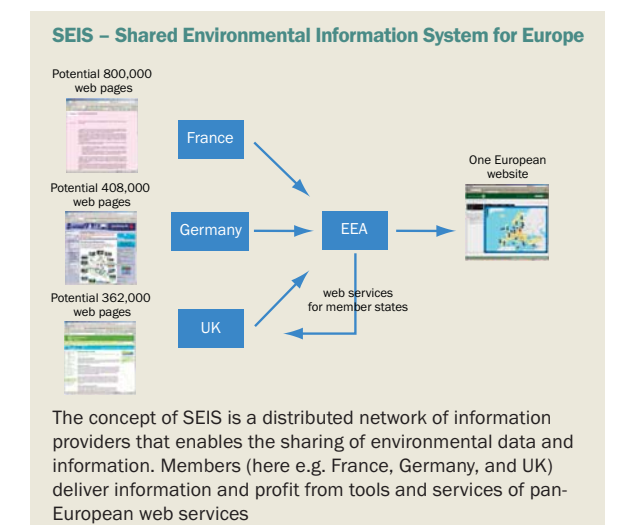 SEIS – Shared Environmental Information System for Europe
Potential 800,000
web pages
France
One European
website
Potential 408,000
web pages
Germany
EEA
Potential 362,000
web pages
web services
for member states
UK
The concept of SEIS is a distributed network of information
providers that enables the sharing of environmental data and
information. Members (here e.g. France, Germany, and UK)
deliver information and profit from tools and services of pan-
European web services